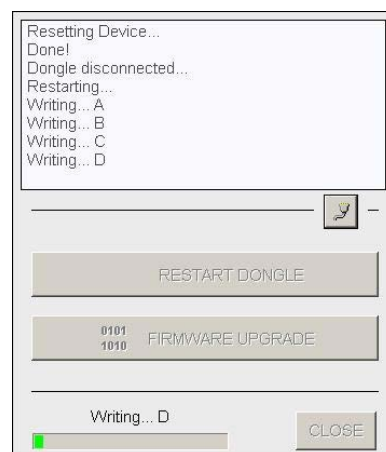 Resetting Device...
Done!
Dongle disconnected...
Restarting...
Writing... A
Writing... B
Writing... C
Writing... D
RESTART DONGLE
0101
1010
FIRMWARE UPGRADE
Writing... D
CLOSE